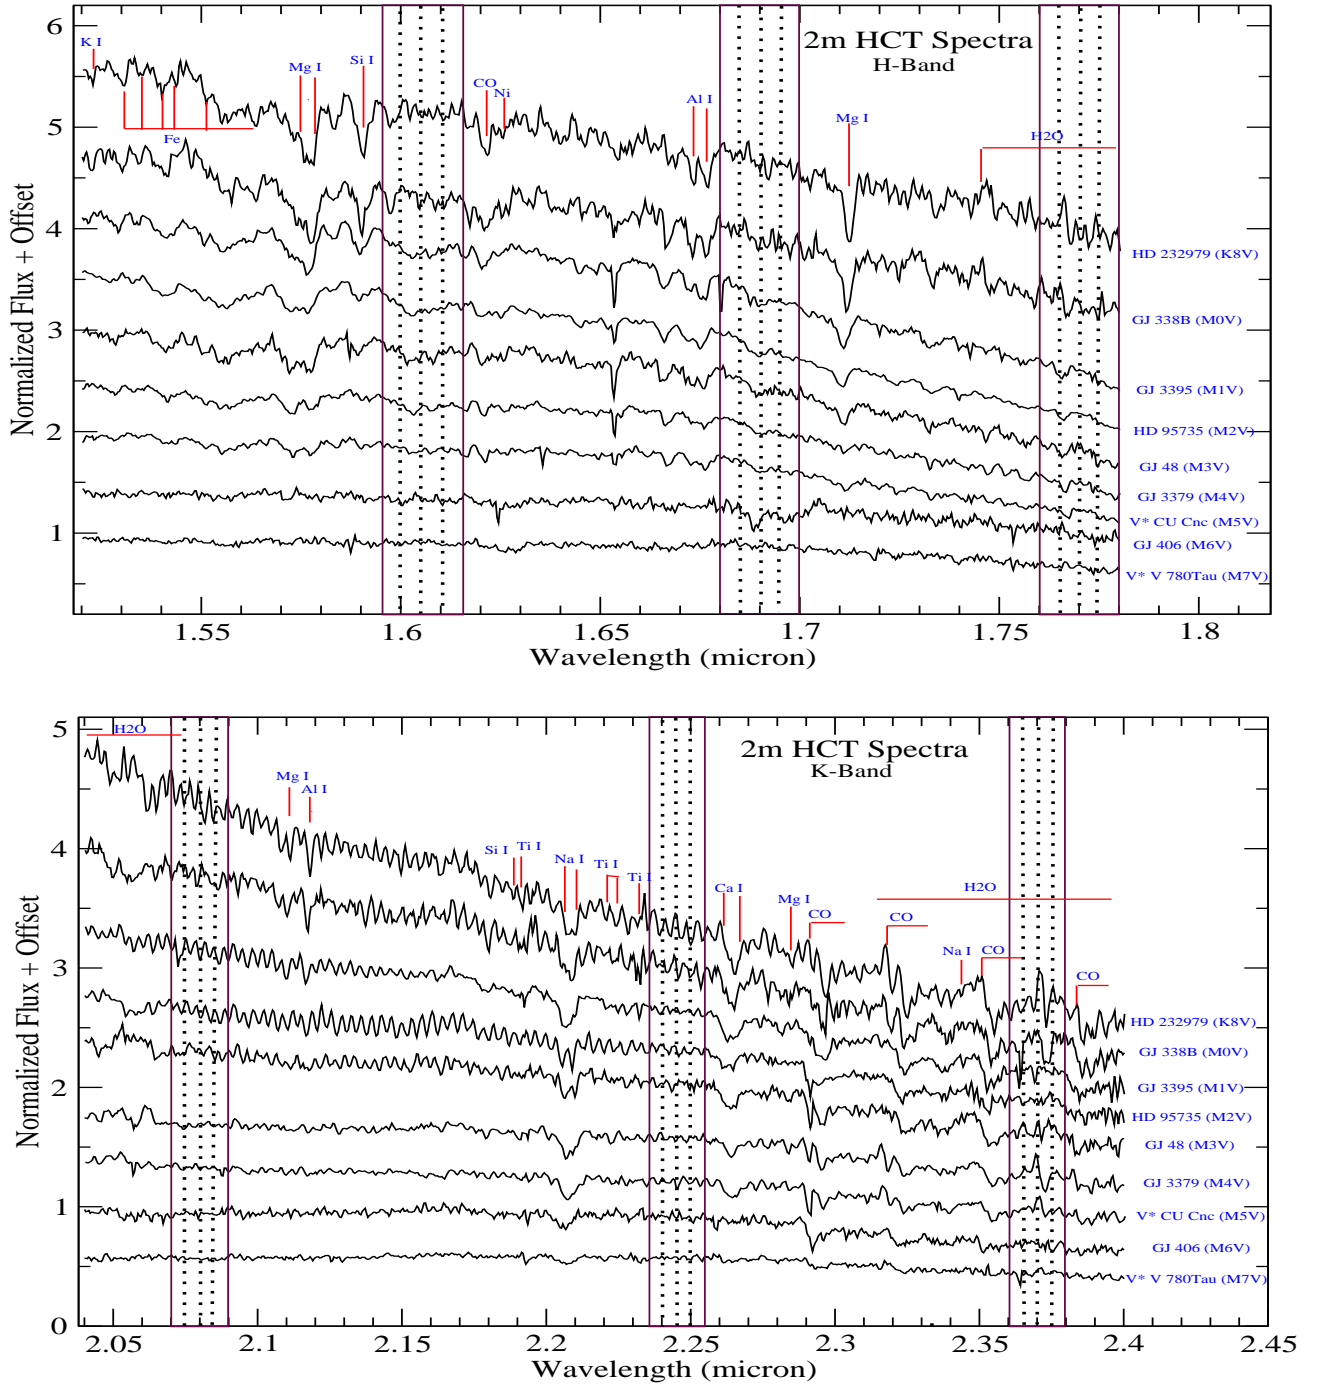 6
5
4
3
2
1
Normalized Flux + Offset
2m HCT Spectra
H-Band
K I
Fe
Mg I
Si I
CO
Ni
Al I
Mg I
H2O
HD 232979 (K8V)
GJ 338B (M0V)
GJ 3395 (M1V)
HD 95735 (M2V)
GJ 48 (M3V)
GJ 3379 (M4V)
V* CU Cnc (M5V)
GJ 406 (M6V)
V* V 780Tau (M7V)
1.55 1.6 1.65 1.7 1.75 1.8
Wavelength (micron)
5
4
3
2
1
0
Normalized Flux + Offset
2m HCT Spectra
K-Band
H2O
Mg I
Al I
Si I
Ti I
Na I
Ti I
Ti I
Ca I
Mg I
CO
CO
H2O
Na I
CO
CO
HD 232979 (K8V)
GJ 338B (M0V)
GJ 3395 (M1V)
HD 95735 (M2V)
GJ 48 (M3V)
GJ 3379 (M4V)
V* CU Cnc (M5V)
GJ 406 (M6V)
V* V 780Tau (M7V)
2.05 2.1 2.15 2.2 2.25 2.3 2.35 2.4 2.45
Wavelength (micron)